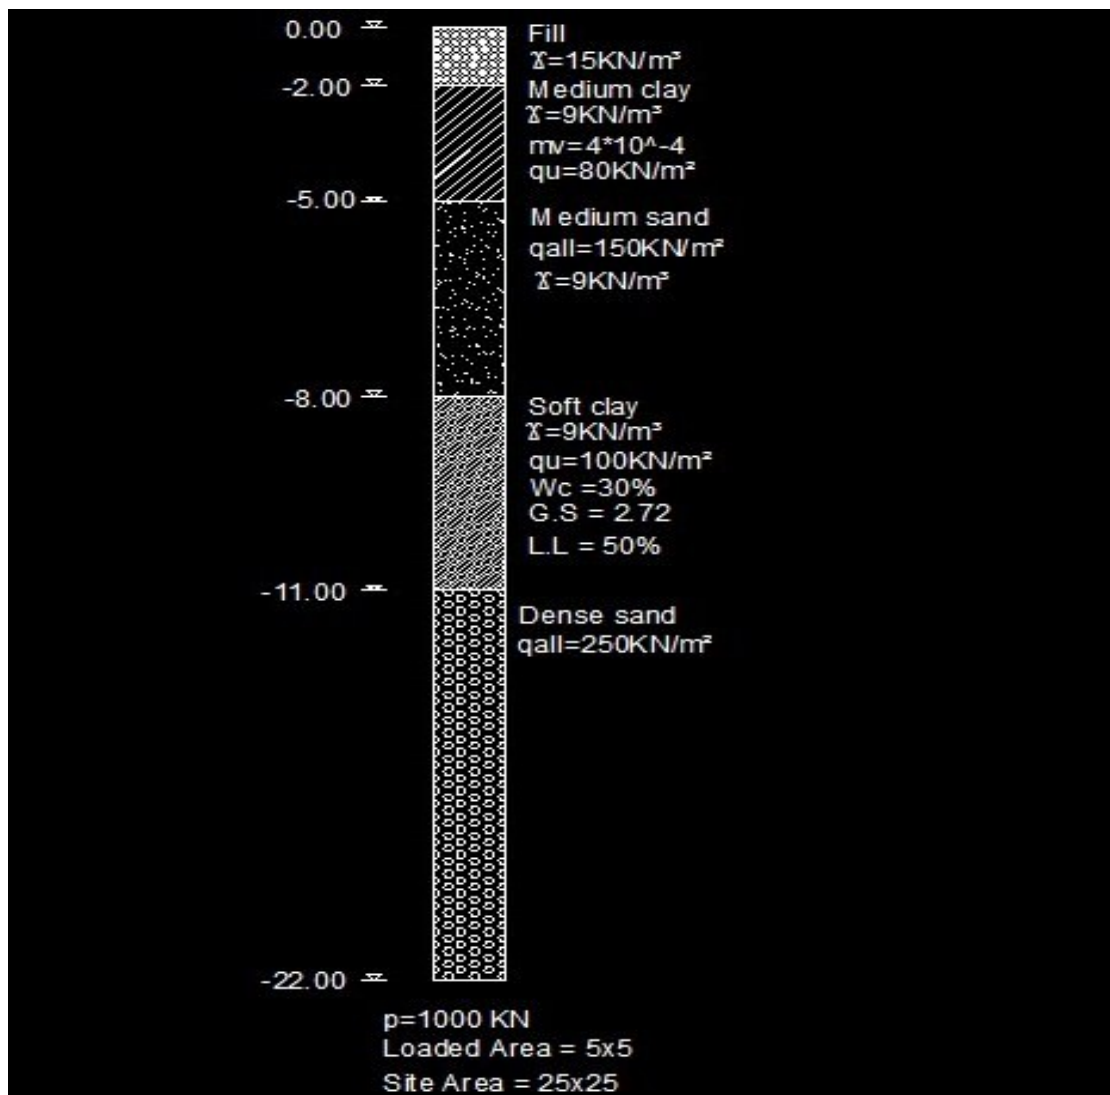 0.00
Fill
ɣ=15KN/m³
-2.00
Medium clay
ɣ=9KN/m³
mv=4*10^-4
qu=80KN/m²
-5.00
Medium sand
qall=150KN/m²
ɣ=9KN/m³
-8.00
Soft clay
ɣ=9KN/m³
qu=100KN/m²
Wc =30%
G.S = 2.72
L.L = 50%
-11.00
Dense sand
qall=250KN/m²
-22.00
p=1000 KN
Loaded Area = 5x5
Site Area = 25x25